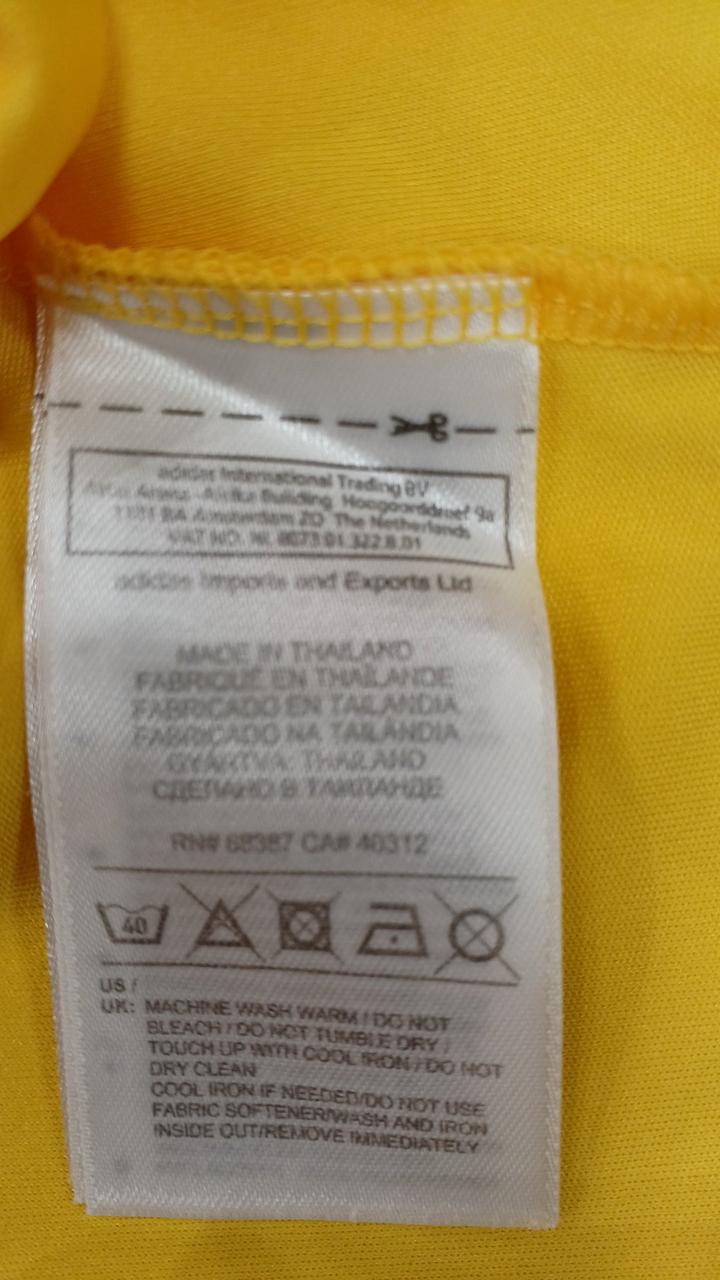 adidas International Trading BV
Building Hoogoorddreef 9a
1101 BA Amsterdam ZO The Netherlands
VAT NO. NL 8073.01.322.B.01
adidas Imports and Exports Ltd
MADE IN THAILAND
FABRIQUÉ EN THAÏLANDE
FABRICADO EN TAILANDIA
FABRICADO NA TAILÂNDIA
GYÁRTVA: THAILAND
СДЕЛАНО В ТАИЛАНДЕ
RN# 68387 CA# 40312
40
US /
UK: MACHINE WASH WARM / DO NOT
BLEACH / DO NOT TUMBLE DRY /
TOUCH UP WITH COOL IRON / DO NOT
DRY CLEAN
COOL IRON IF NEEDED/DO NOT USE
FABRIC SOFTENER/WASH AND IRON
INSIDE OUT/REMOVE IMMEDIATELY